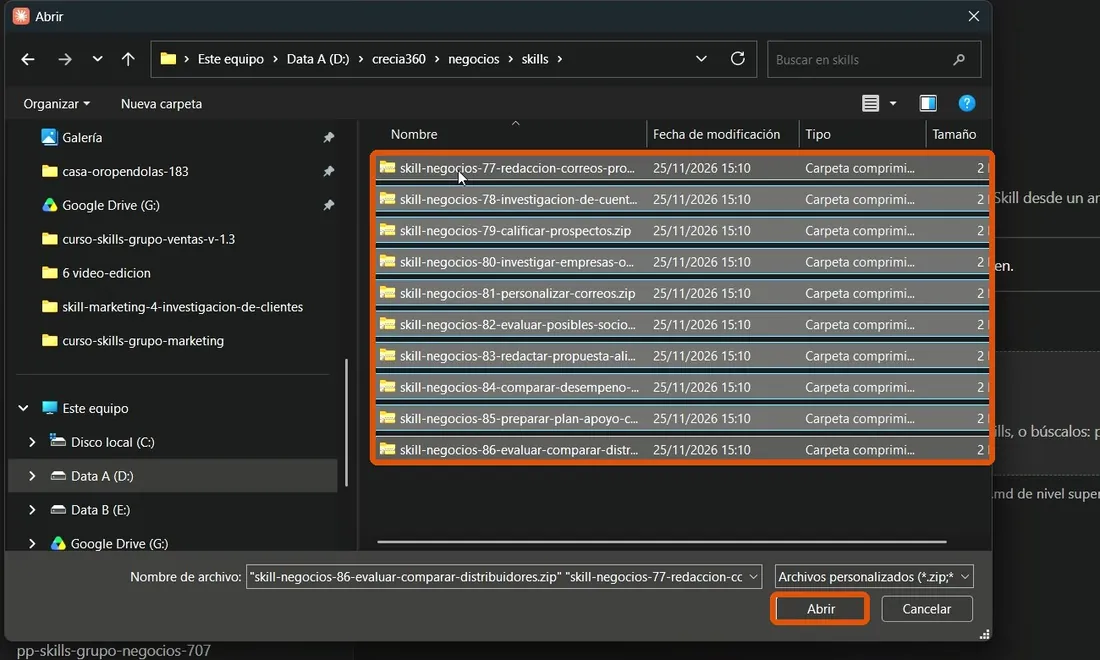 Abrir
Este equipo > Data A (D:) > crecia360 > negocios > skills >
Buscar en skills
Organizar
Nueva carpeta
Galería
casa-oropendolas-183
Google Drive (G:)
curso-skills-grupo-ventas-v-1.3
6 video-edicion
skill-marketing-4-investigacion-de-clientes
curso-skills-grupo-marketing
Este equipo
Disco local (C:)
Data A (D:)
Data B (E:)
Google Drive (G:)
Nombre Fecha de modificación Tipo Tamaño
skill-negocios-77-redaccion-correos-pro... 25/11/2026 15:10 Carpeta comprimi... 2
skill-negocios-78-investigacion-de-cuent... 25/11/2026 15:10 Carpeta comprimi... 2
skill-negocios-79-calificar-prospectos.zip 25/11/2026 15:10 Carpeta comprimi... 2
skill-negocios-80-investigar-empresas-o... 25/11/2026 15:10 Carpeta comprimi... 2
skill-negocios-81-personalizar-correos.zip 25/11/2026 15:10 Carpeta comprimi... 2
skill-negocios-82-evaluar-posibles-socio... 25/11/2026 15:10 Carpeta comprimi... 2
skill-negocios-83-redactar-propuesta-ali... 25/11/2026 15:10 Carpeta comprimi... 2
skill-negocios-84-comparar-desempeno-... 25/11/2026 15:10 Carpeta comprimi... 2
skill-negocios-85-preparar-plan-apoyo-c... 25/11/2026 15:10 Carpeta comprimi... 2
skill-negocios-86-evaluar-comparar-distr... 25/11/2026 15:10 Carpeta comprimi... 2
Nombre de archivo: "skill-negocios-86-evaluar-comparar-distribuidores.zip" "skill-negocios-77-redaccion-cc
Archivos personalizados (*.zip;*
Abrir
Cancelar
Skill desde un ar
en.
ills, o búscalos: p
.md de nivel super
pp-skills-grupo-negocios-707